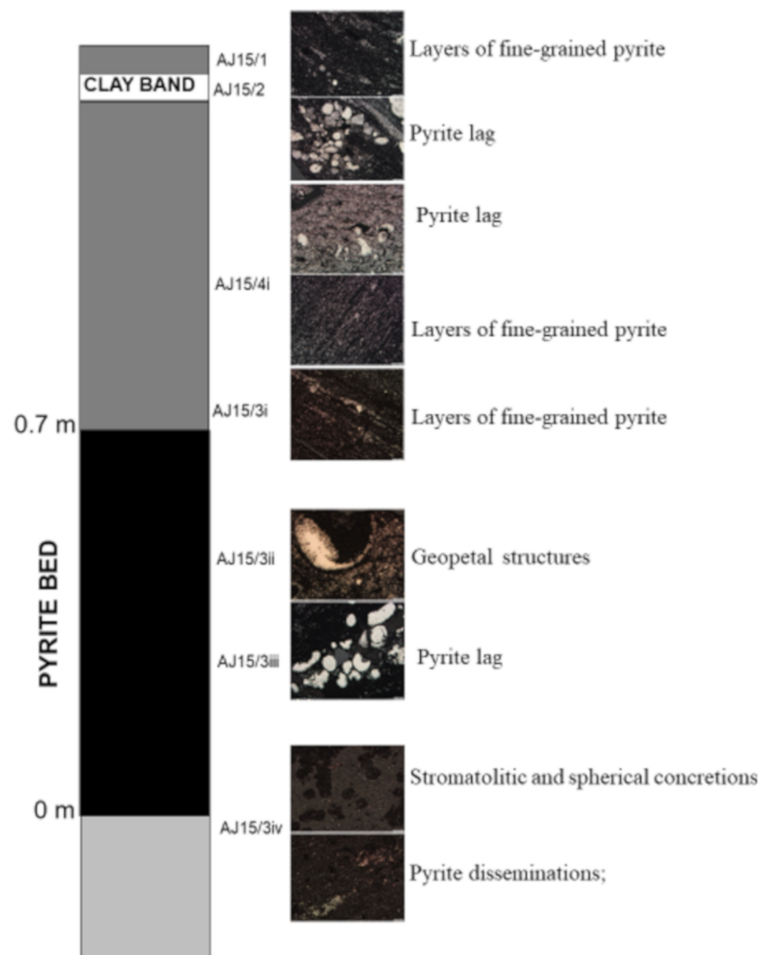 AJ15/1
Layers of fine-grained pyrite
CLAY BAND
AJ15/2
Pyrite lag
Pyrite lag
AJ15/4i
Layers of fine-grained pyrite
AJ15/3i
Layers of fine-grained pyrite
0.7 m
PYRITE BED
AJ15/3ii
Geopetal structures
AJ15/3iii
Pyrite lag
Stromatolitic and spherical concretions
0 m
AJ15/3iv
Pyrite disseminations;